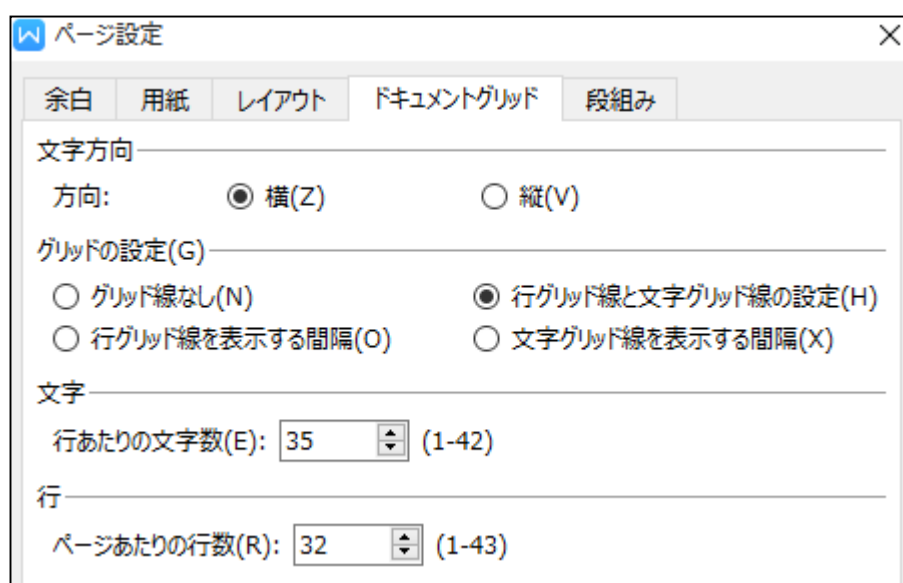 ページ設定
余白 用紙 レイアウト ドキュメントグリッド 段組み
文字方向
方向: 横(Z) 縦(V)
グリッドの設定(G)
グリッド線なし(N) 行グリッド線と文字グリッド線の設定(H)
行グリッド線を表示する間隔(O) 文字グリッド線を表示する間隔(X)
文字
行あたりの文字数(E): 35 (1-42)
行
ページあたりの行数(R): 32 (1-43)